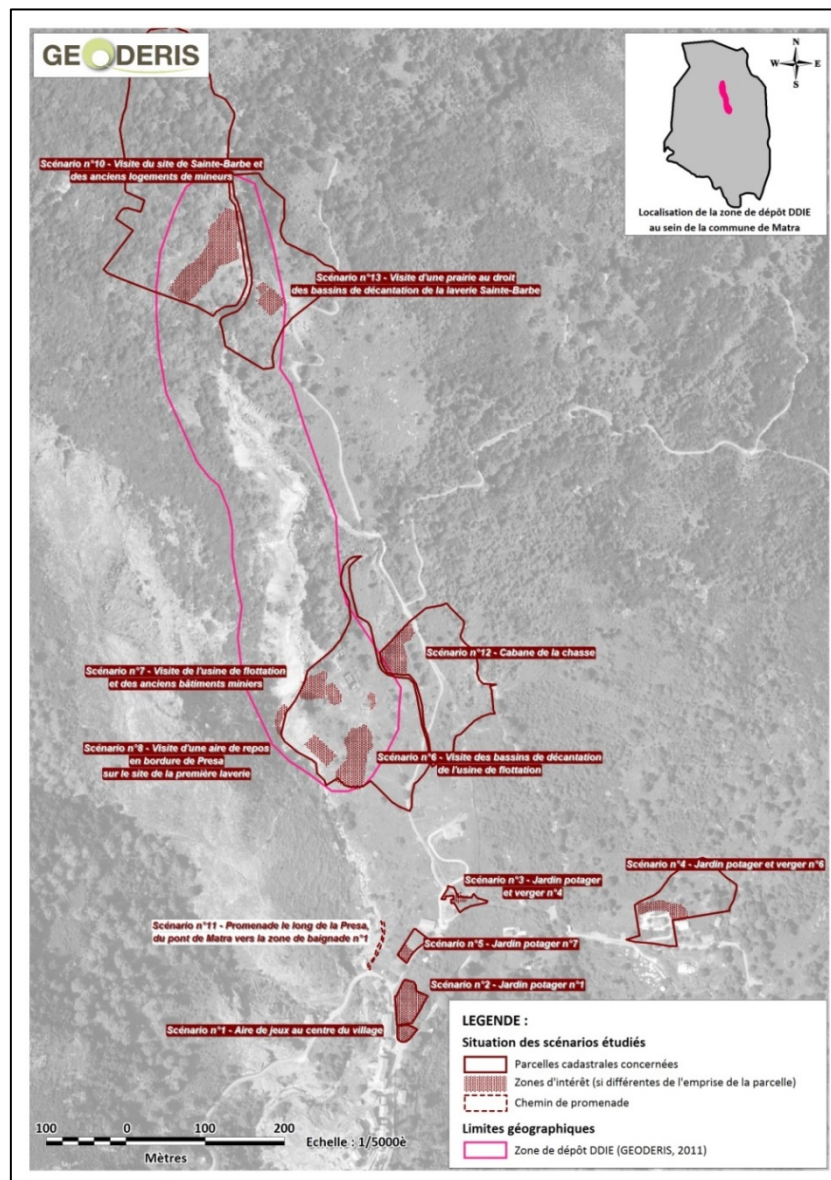 GEODERIS
N
W E
S
Localisation de la zone de dépôt DDIE
au sein de la commune de Matra
Scénario n°10 - Visite du site de Sainte-Barbe et
des anciens logements de mineurs
Scénario n°13 - Visite d'une prairie au droit
des bassins de décantation de la laverie Sainte-Barbe
Scénario n°12 - Cabane de la chasse
Scénario n°7 - Visite de l'usine de flottation
et des anciens bâtiments miniers
Scénario n°8 - Visite d'une aire de repos
en bordure de Presa
sur le site de la première laverie
Scénario n°6 - Visite des bassins de décantation
de l'usine de flottation
Scénario n°4 - Jardin potager et verger n°6
Scénario n°3 - Jardin potager
et verger n°4
Scénario n°11 - Promenade le long de la Presa,
du pont de Matra vers la zone de baignade n°1
Scénario n°5 - Jardin potager n°7
Scénario n°2 - Jardin potager n°1
Scénario n°1 - Aire de jeux au centre du village
LEGENDE :
Situation des scénarios étudiés
Parcelles cadastrales concernées
Zones d'intérêt (si différentes de l'emprise de la parcelle)
Chemin de promenade
Limites géographiques
Zone de dépôt DDIE (GEODERIS, 2011)
100 0 100 200
Mètres
Echelle : 1/5000è